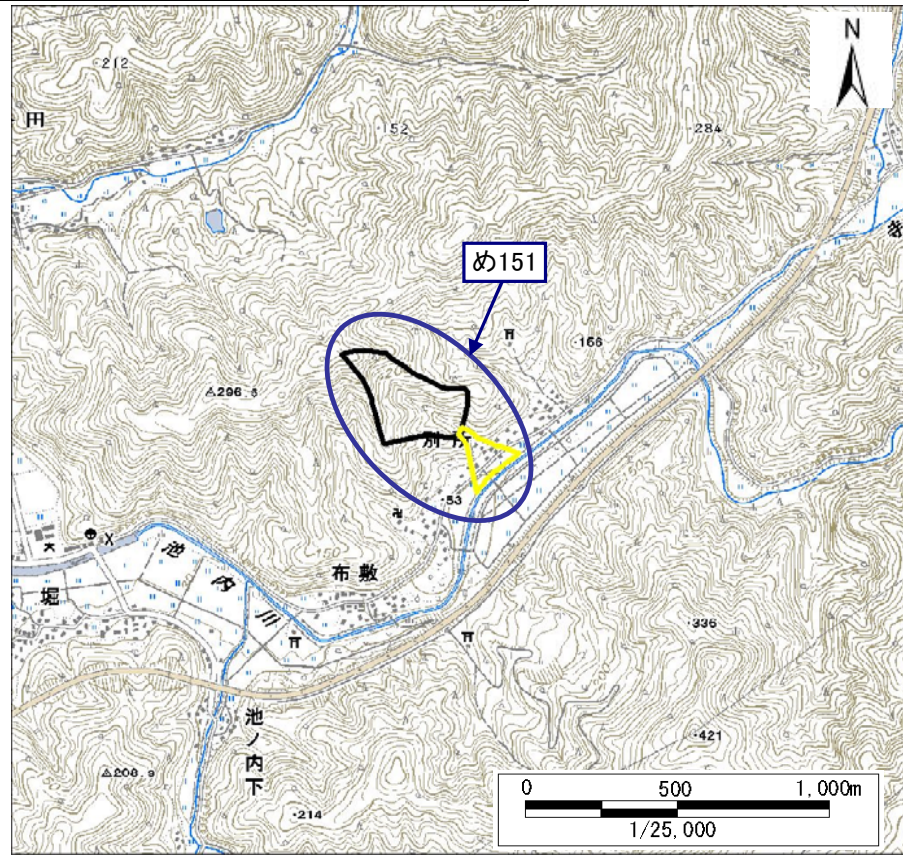 N
・212
田
・152
・284
め151
・166
△296.6
別所
・53
布敷
池内川
堀
・336
池ノ内下
・421
△208.9
・214
0 500 1,000m
1/25,000